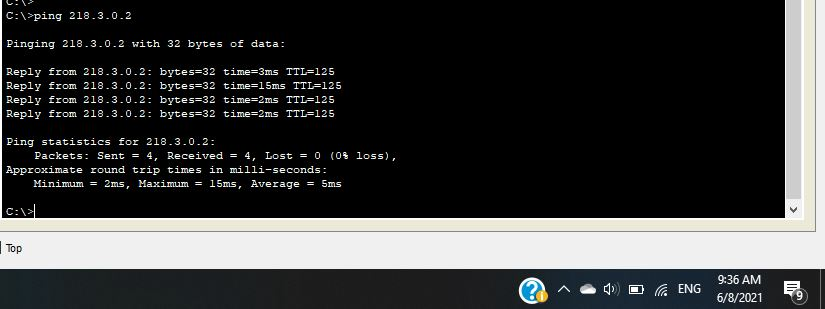 C:\>
C:\>ping 218.3.0.2
Pinging 218.3.0.2 with 32 bytes of data:
Reply from 218.3.0.2: bytes=32 time=3ms TTL=125
Reply from 218.3.0.2: bytes=32 time=15ms TTL=125
Reply from 218.3.0.2: bytes=32 time=2ms TTL=125
Reply from 218.3.0.2: bytes=32 time=2ms TTL=125
Ping statistics for 218.3.0.2:
Packets: Sent = 4, Received = 4, Lost = 0 (0% loss),
Approximate round trip times in milli-seconds:
Minimum = 2ms, Maximum = 15ms, Average = 5ms
C:\>
Top
ENG
9:36 AM
6/8/2021
9